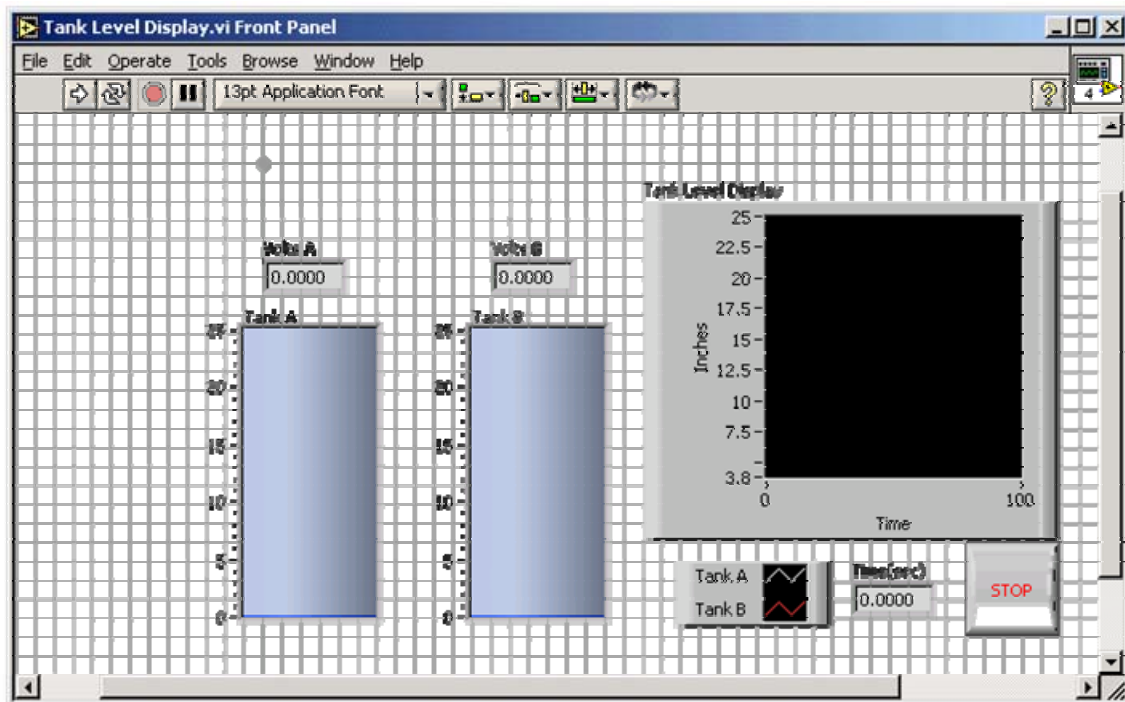 Tank Level Display.vi Front Panel
File Edit Operate Tools Browse Window Help
13pt Application Font
?
4
Tank Level Display
25
22.5
20
17.5
15
12.5
10
7.5
3.8
Inches
0
100
Time
Volts A
0.0000
Volts B
0.0000
Tank A
25
20
15
10
5
0
Tank B
25
20
15
10
5
0
Tank A
Tank B
Time(sec)
0.0000
STOP